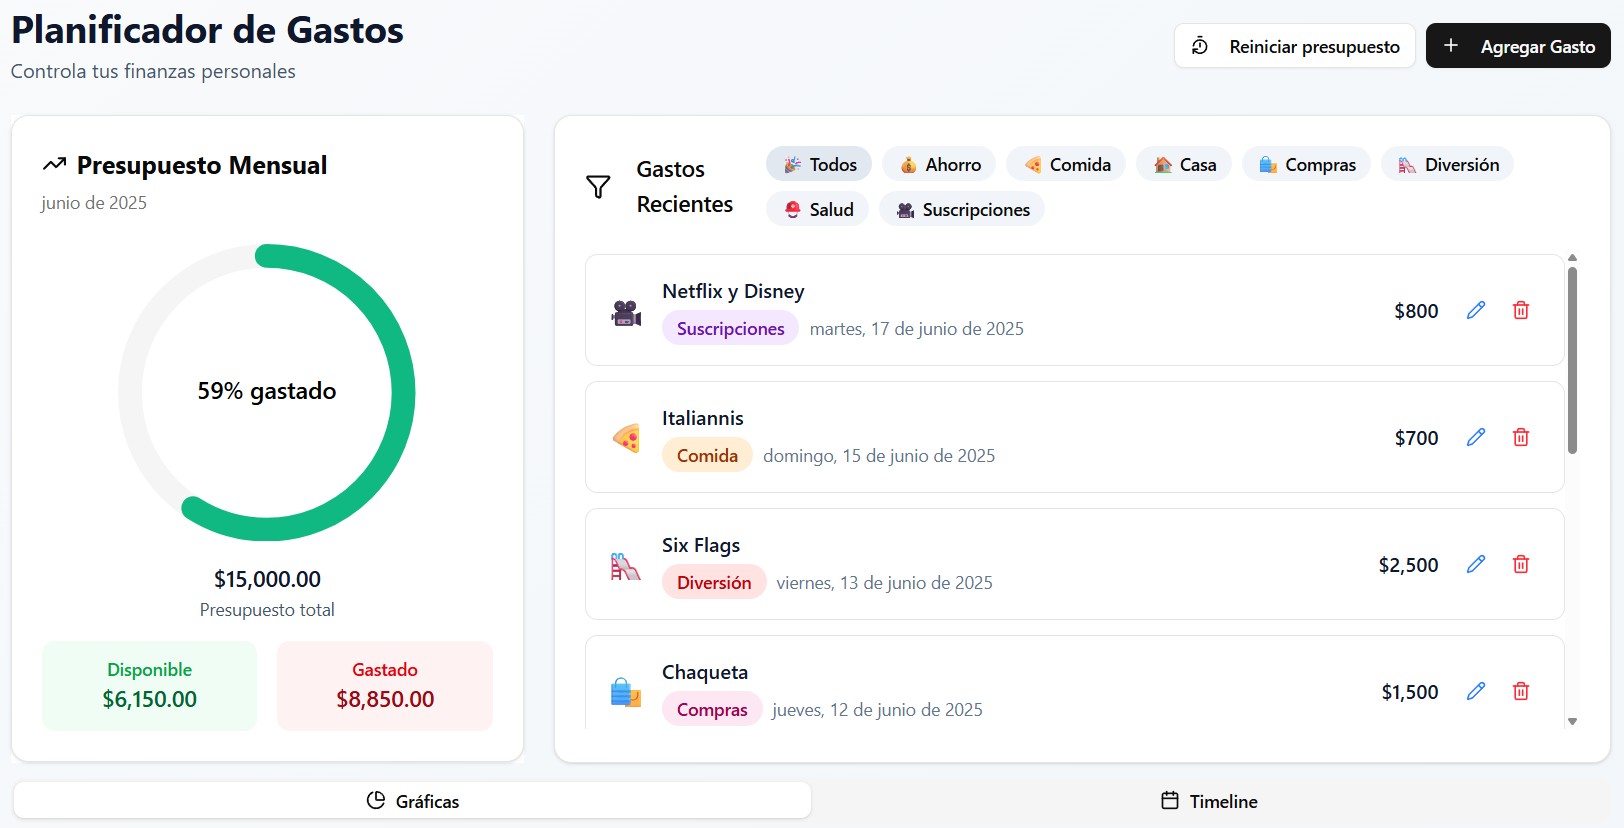 Planificador de Gastos
Controla tus finanzas personales
Reiniciar presupuesto
Agregar Gasto
Presupuesto Mensual
junio de 2025
59% gastado
$15,000.00
Presupuesto total
Disponible
$6,150.00
Gastado
$8,850.00
Gastos
Recientes
Todos
Ahorro
Comida
Casa
Compras
Diversión
Salud
Suscripciones
Netflix y Disney
Suscripciones martes, 17 de junio de 2025
$800
Italiannis
Comida domingo, 15 de junio de 2025
$700
Six Flags
Diversión viernes, 13 de junio de 2025
$2,500
Chaqueta
Compras jueves, 12 de junio de 2025
$1,500
Gráficas
Timeline